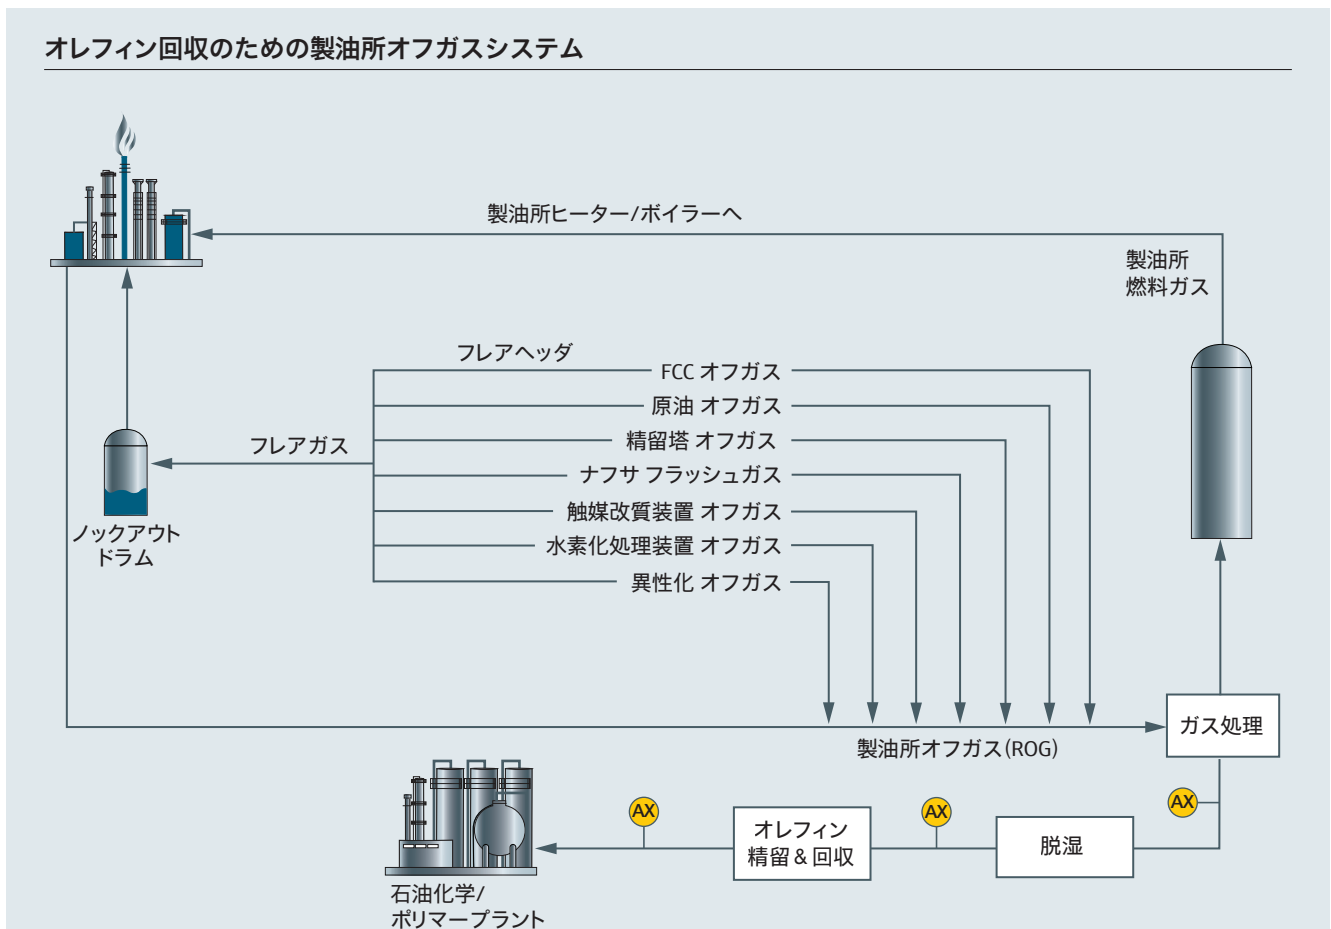 オレフィン回収のための製油所オフガスシステム
製油所ヒーター/ボイラーへ
製油所
燃料ガス
フレアヘッダ
FCC オフガス
原油 オフガス
精留塔 オフガス
フレアガス
ナフサ フラッシュガス
触媒改質装置 オフガス
水素化処理装置 オフガス
異性化 オフガス
ノックアウト
ドラム
ガス処理
製油所オフガス(ROG)
AX
AX
AX
オレフィン
精留 & 回収
脱湿
石油化学/
ポリマープラント